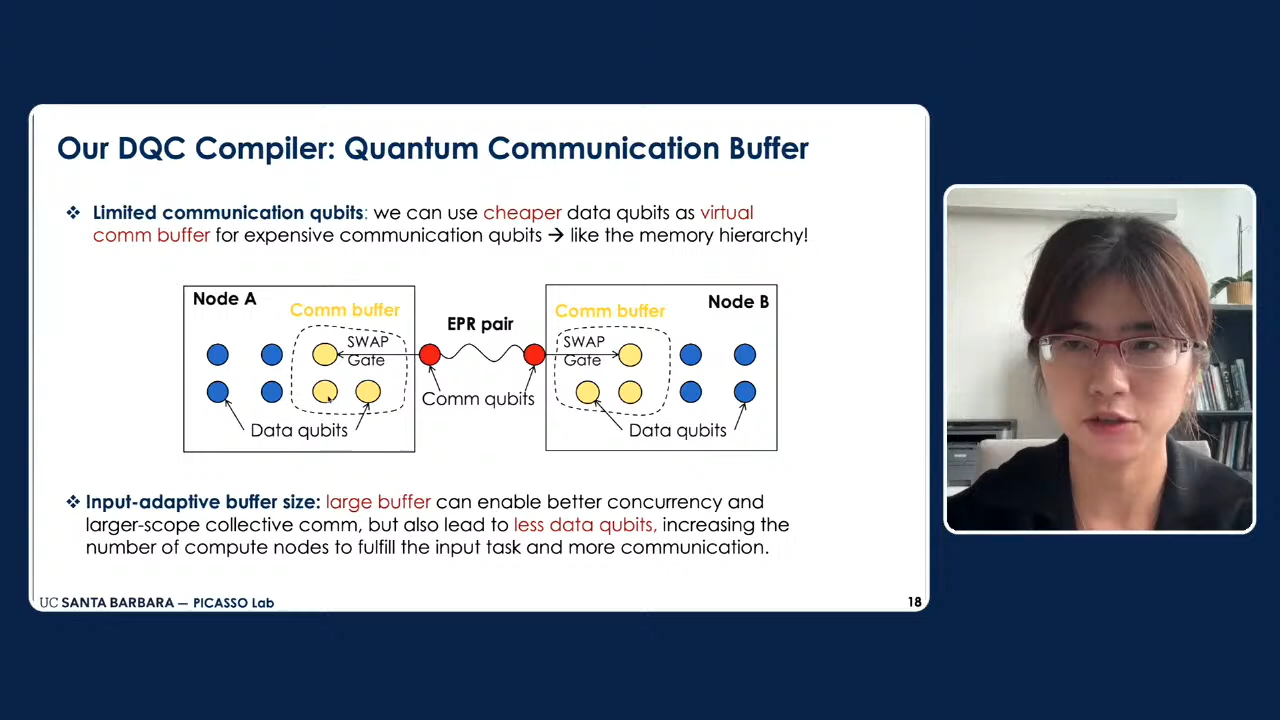 Our DQC Compiler: Quantum Communication Buffer
❖ Limited communication qubits: we can use cheaper data qubits as virtual
comm buffer for expensive communication qubits → like the memory hierarchy!
Node A
Comm buffer
SWAP
Gate
Data qubits
EPR pair
Comm qubits
Node B
Comm buffer
SWAP
Gate
Data qubits
❖ Input-adaptive buffer size: large buffer can enable better concurrency and
larger-scope collective comm, but also lead to less data qubits, increasing the
number of compute nodes to fulfill the input task and more communication.
UC SANTA BARBARA — PICASSO Lab
18